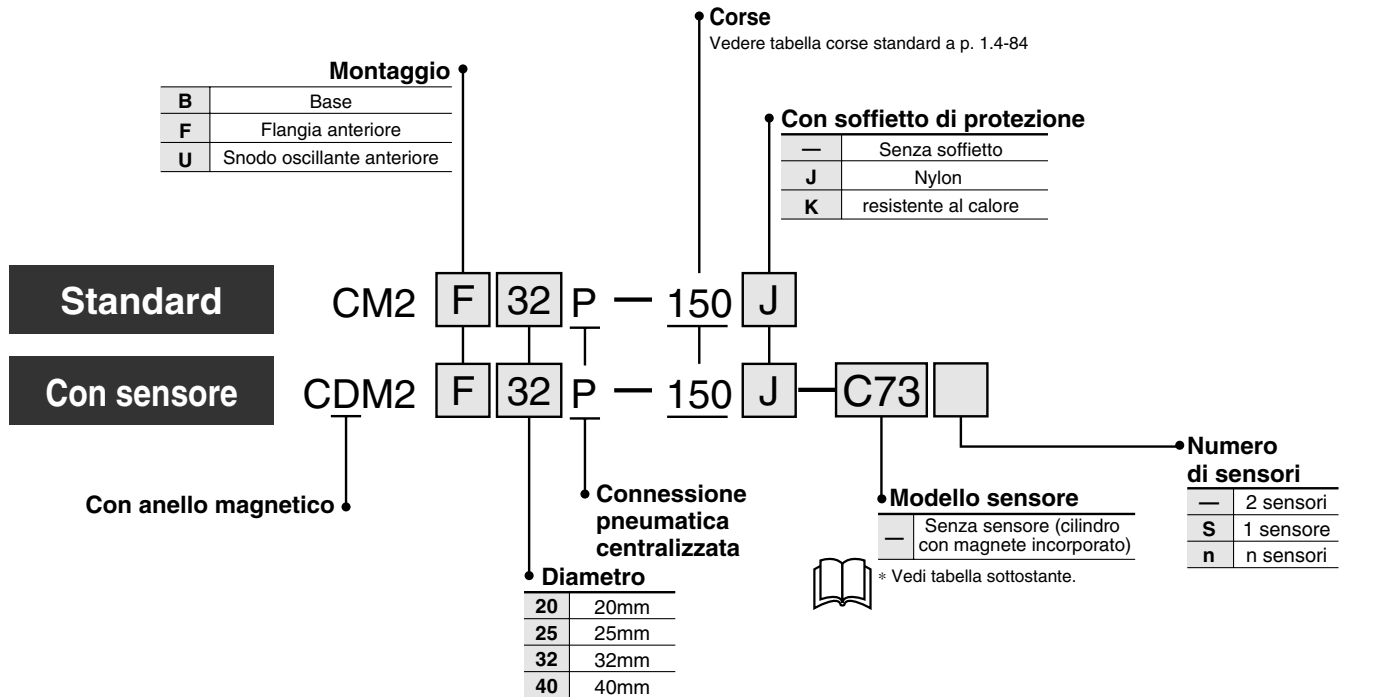 Corse
Vedere tabella corse standard a p. 1.4-84
Montaggio
B Base
F Flangia anteriore
U Snodo oscillante anteriore
Con soffietto di protezione
— Senza soffietto
J Nylon
K resistente al calore
Standard CM2 F 32 P — 150 J
Con sensore CDM2 F 32 P — 150 J — C73
Con anello magnetico
Connessione
pneumatica
centralizzata
Diametro
20 20mm
25 25mm
32 32mm
40 40mm
Modello sensore
— Senza sensore (cilindro
con magnete incorporato)
* Vedi tabella sottostante.
Numero
di sensori
— 2 sensori
S 1 sensore
n n sensori